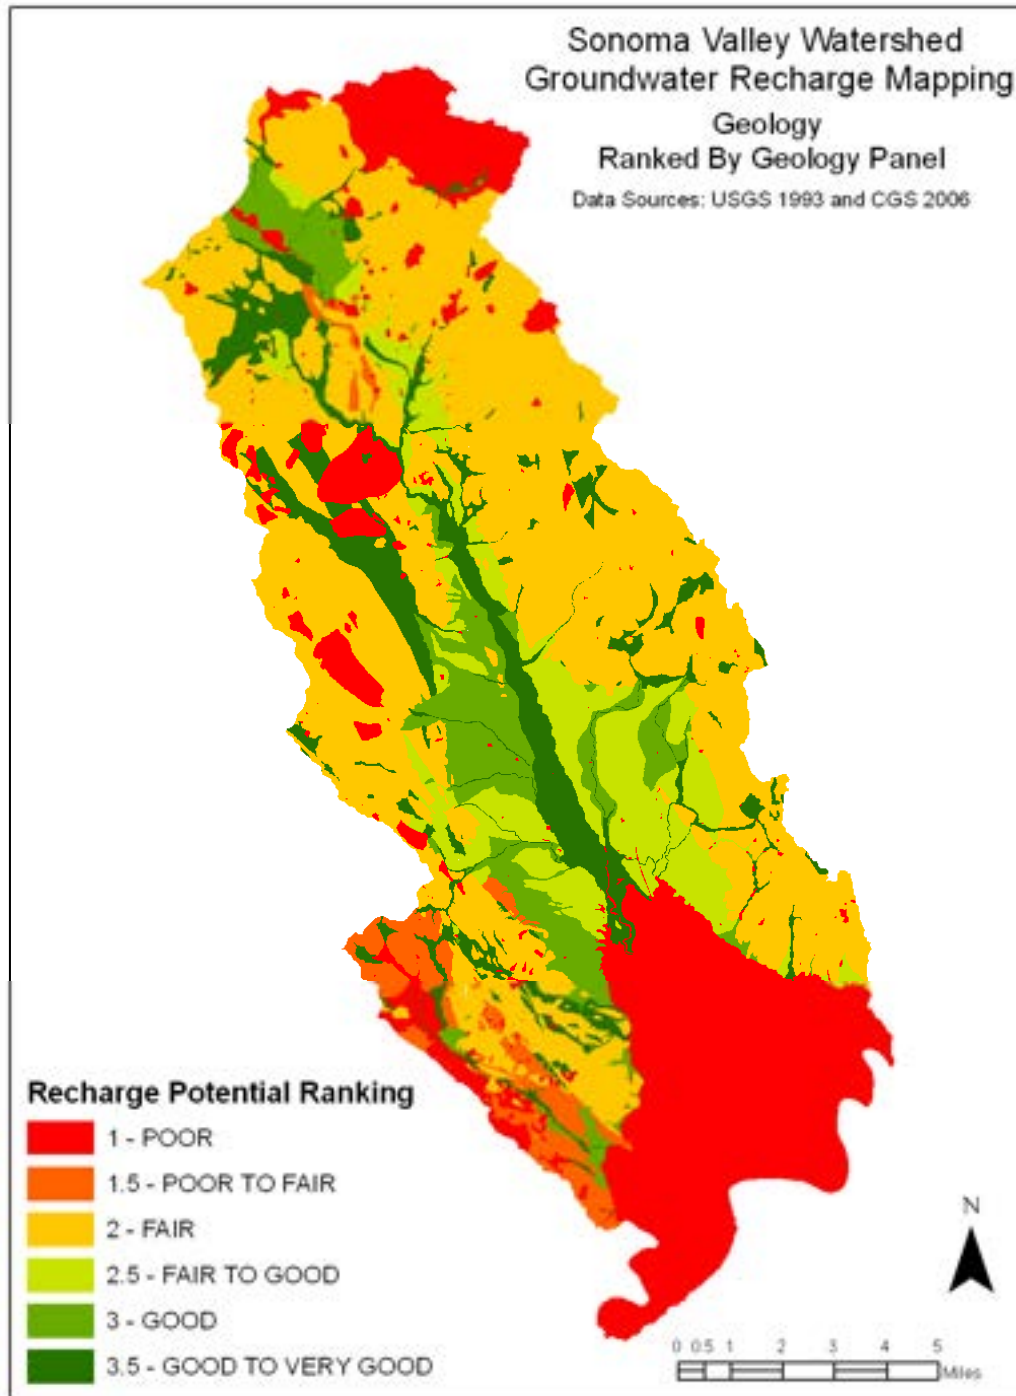 Sonoma Valley Watershed
Groundwater Recharge Mapping
Geology
Ranked By Geology Panel
Data Sources: USGS 1993 and CGS 2006
Recharge Potential Ranking
1 - POOR
1.5 - POOR TO FAIR
2 - FAIR
2.5 - FAIR TO GOOD
3 - GOOD
3.5 - GOOD TO VERY GOOD
N
0 0.5 1 2 3 4 5
Miles